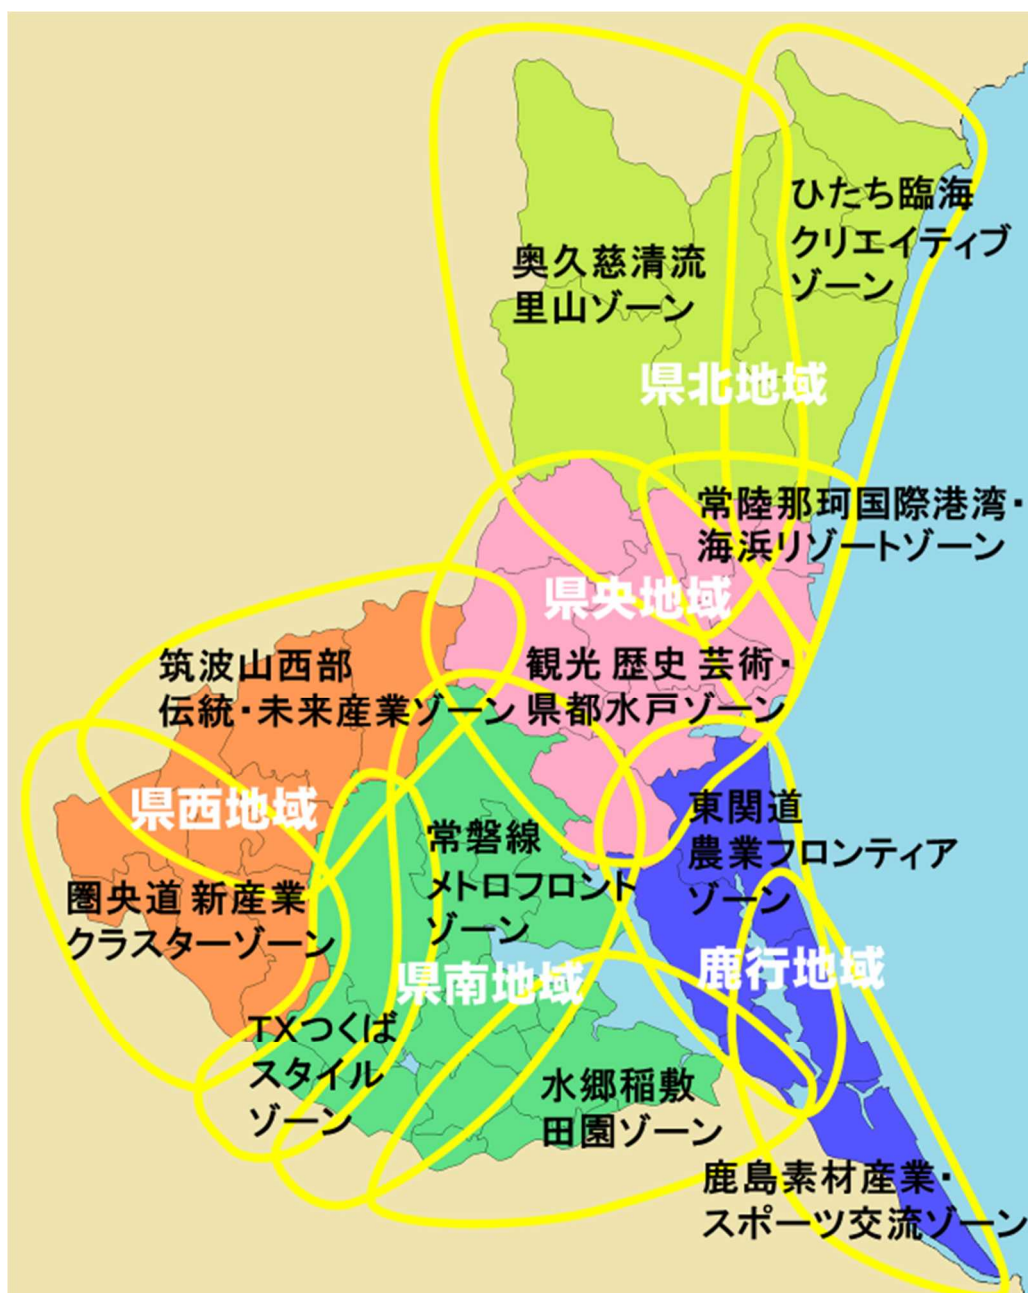 ひたち臨海
クリエイティブ
ゾーン
奥久慈清流
里山ゾーン
県北地域
常陸那珂国際港湾・
海浜リゾートゾーン
県央地域
観光 歴史 芸術・
県都水戸ゾーン
筑波山西部
伝統・未来産業ゾーン
県西地域
圏央道 新産業
クラスターゾーン
常磐線
メトロフロント
ゾーン
東関道
農業フロンティア
ゾーン
県南地域
鹿行地域
TXつくば
スタイル
ゾーン
水郷稲敷
田園ゾーン
鹿島素材産業・
スポーツ交流ゾーン